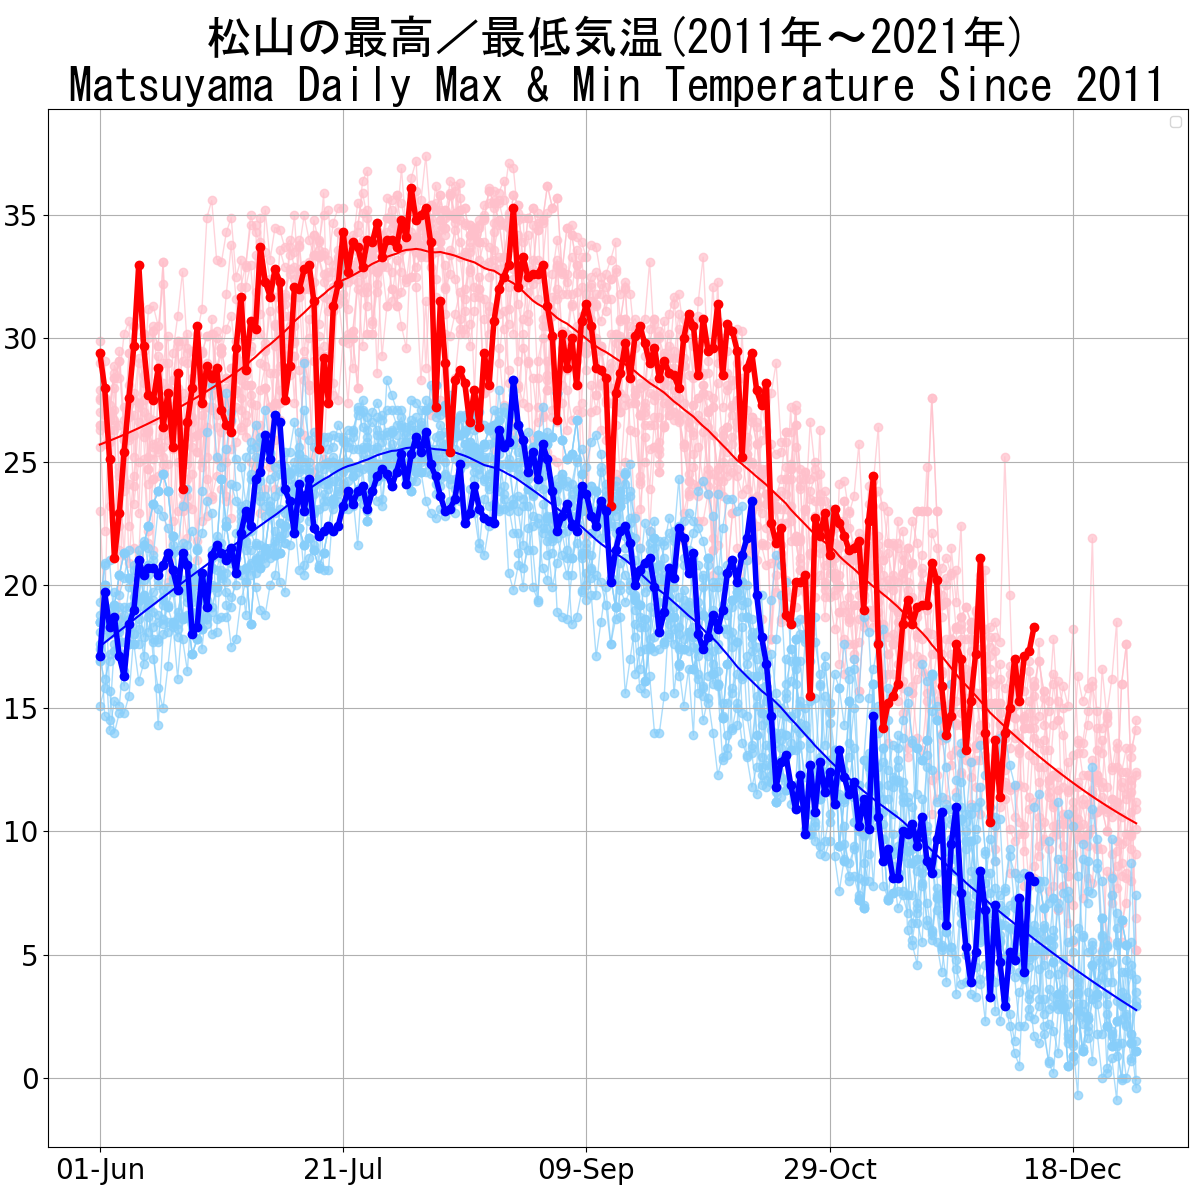 松山の最高／最低気温(2011年～2021年)
Matsuyama Daily Max & Min Temperature Since 2011
35
30
25
20
15
10
5
0
01-Jun 21-Jul 09-Sep 29-Oct 18-Dec